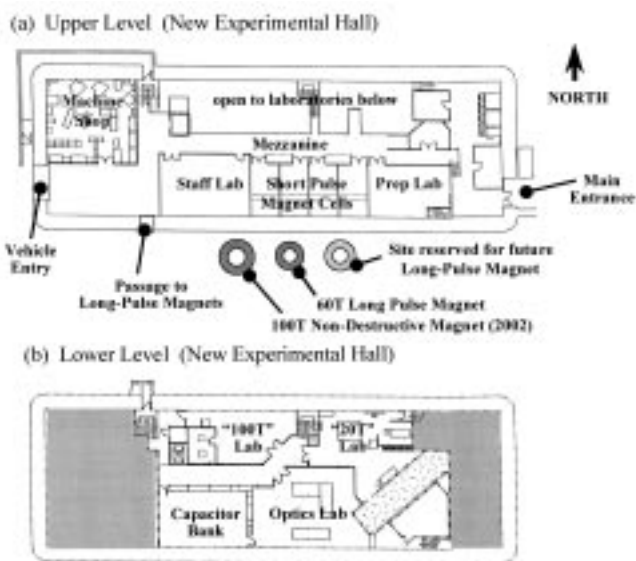 (a) Upper Level (New Experimental Hall)
Machine
Shop
open to laboratories below
NORTH
Mezzanine
Staff Lab
Short Pulse
Magnet Cells
Prep Lab
Main
Entrance
Vehicle
Entry
Passage to
Long-Pulse Magnets
Site reserved for future
Long-Pulse Magnet
60T Long Pulse Magnet
100T Non-Destructive Magnet (2002)
(b) Lower Level (New Experimental Hall)
"100T"
Lab
"20T"
Lab
Capacitor
Bank
Optics Lab